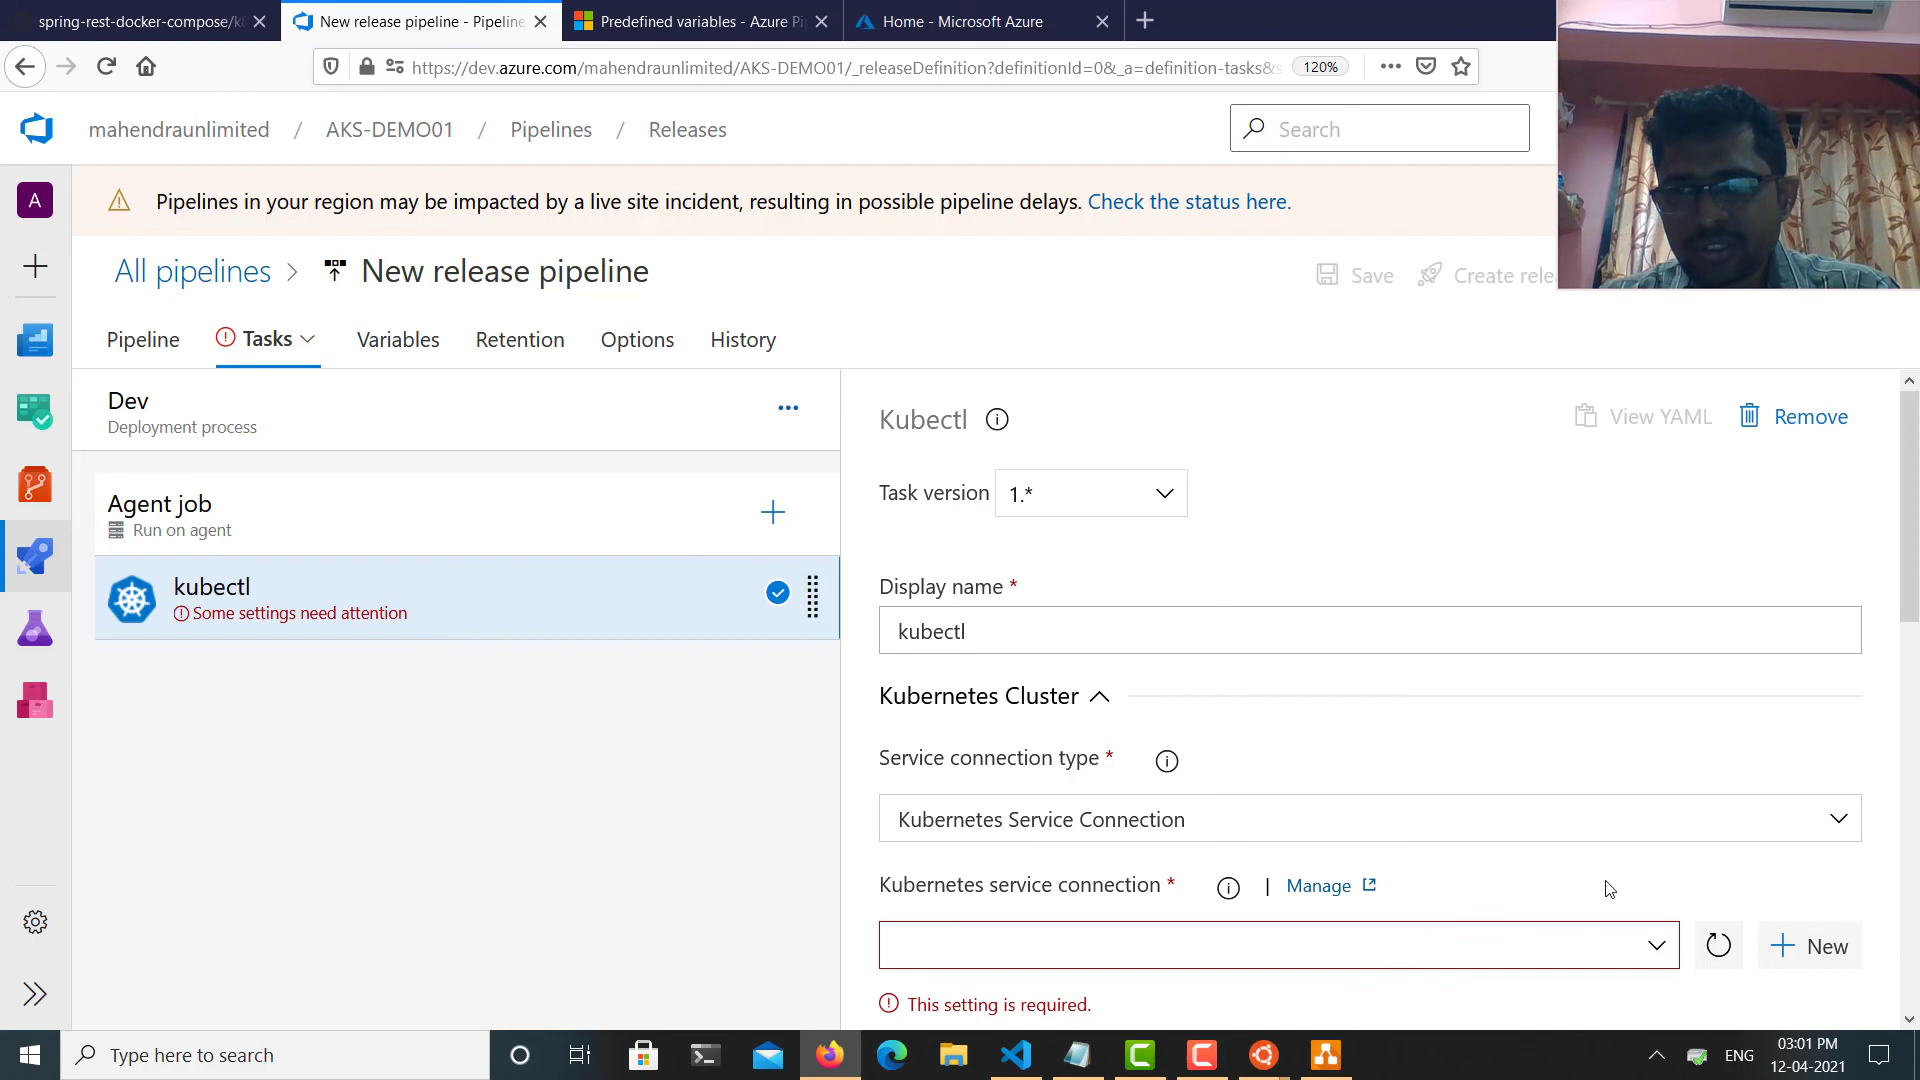 spring-rest-docker-compose/k
New release pipeline - Pipeline
Predefined variables - Azure Pi
Home - Microsoft Azure
https://dev.azure.com/mahendraunlimited/AKS-DEMO01/_releaseDefinition?definitionId=0&_a=definition-tasks&
120%
mahendraunlimited / AKS-DEMO01 / Pipelines / Releases
Search
A
Pipelines in your region may be impacted by a live site incident, resulting in possible pipeline delays. Check the status here.
All pipelines > New release pipeline
Save
Create rele
Pipeline
Tasks
Variables
Retention
Options
History
Dev
Deployment process
Agent job
Run on agent
kubectl
Some settings need attention
Kubectl
View YAML
Remove
Task version
1.*
Display name *
kubectl
Kubernetes Cluster
Service connection type *
Kubernetes Service Connection
Kubernetes service connection *
| Manage
New
This setting is required.
Type here to search
ENG
03:01 PM
12-04-2021